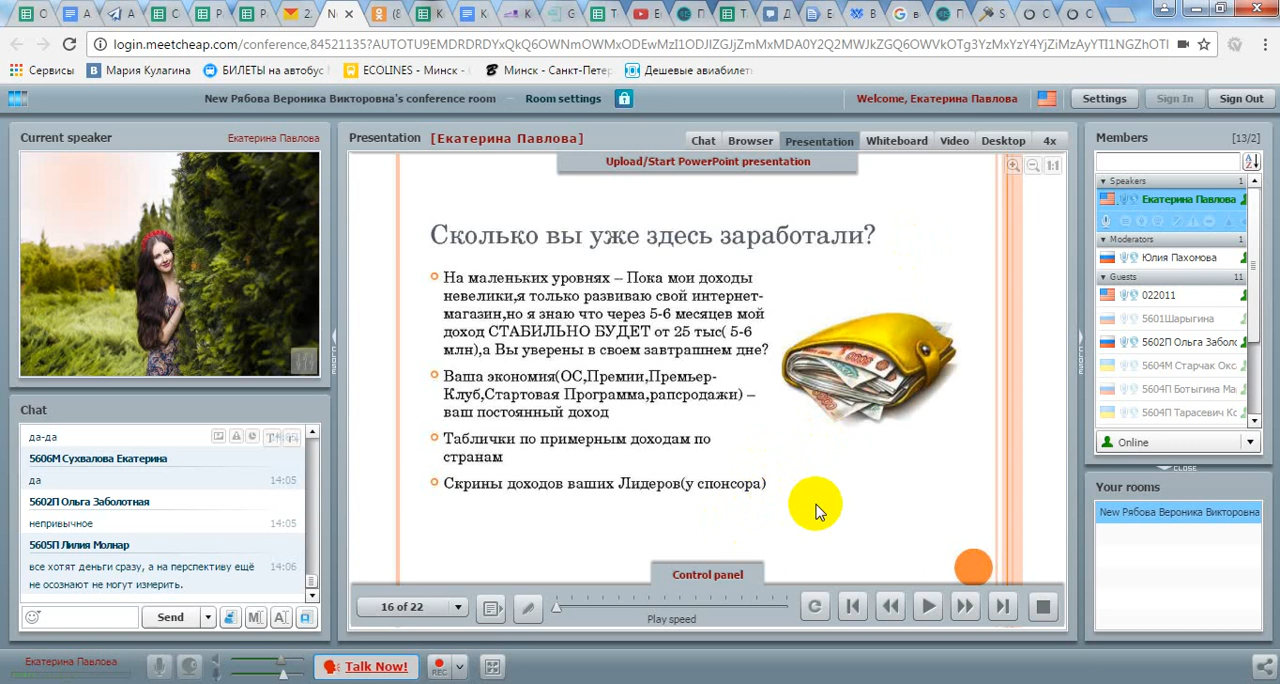 login.meetcheap.com/conference,84521135?
Сервисы
Мария Кулагина
БИЛЕТЫ на автобус
ECOLINES - Минск -
Минск - Санкт-Петер
Дешевые авиабилет
New Рябова Вероника Викторовна's conference room
Room settings
Welcome, Екатерина Павлова
Settings
Sign In
Sign Out
Current speaker
Екатерина Павлова
Presentation [Екатерина Павлова]
Chat
Browser
Presentation
Whiteboard
Video
Desktop
4x
Upload/Start PowerPoint presentation
1:1
Сколько вы уже здесь заработали?
На маленьких уровнях – Пока мои доходы
невелики,я только развиваю свой интернет-
магазин,но я знаю что через 5-6 месяцев мой
доход СТАБИЛЬНО БУДЕТ от 25 тыс( 5-6
млн),а Вы уверены в своем завтрашнем дне?
Ваша экономия(ОС,Премии,Премьер-
Клуб,Стартовая Программа,рапсродажи) –
ваш постоянный доход
Таблички по примерным доходам по
странам
Скрины доходов ваших Лидеров(у спонсора)
Control panel
16 of 22
Play speed
Members
[13/2]
Speakers 1
Екатерина Павлова
Moderators 1
Юлия Пахомова
Guests 11
022011
5601Шарыгина
5602П Ольга Заболо
5604М Старчак Окс
5604П Ботыгина Ма
5604П Тарасевич Ко
Online
CLOSE
Your rooms
New Рябова Вероника Викторовна
Chat
да-да
5606М Сухвалова Екатерина
да 14:05
5602П Ольга Заболотная
непривычное 14:05
5605П Лилия Молнар
все хотят деньги сразу, а на перспективу ещё 14:06
не осознают не могут измерить.
Send
Екатерина Павлова
Talk Now!
REC